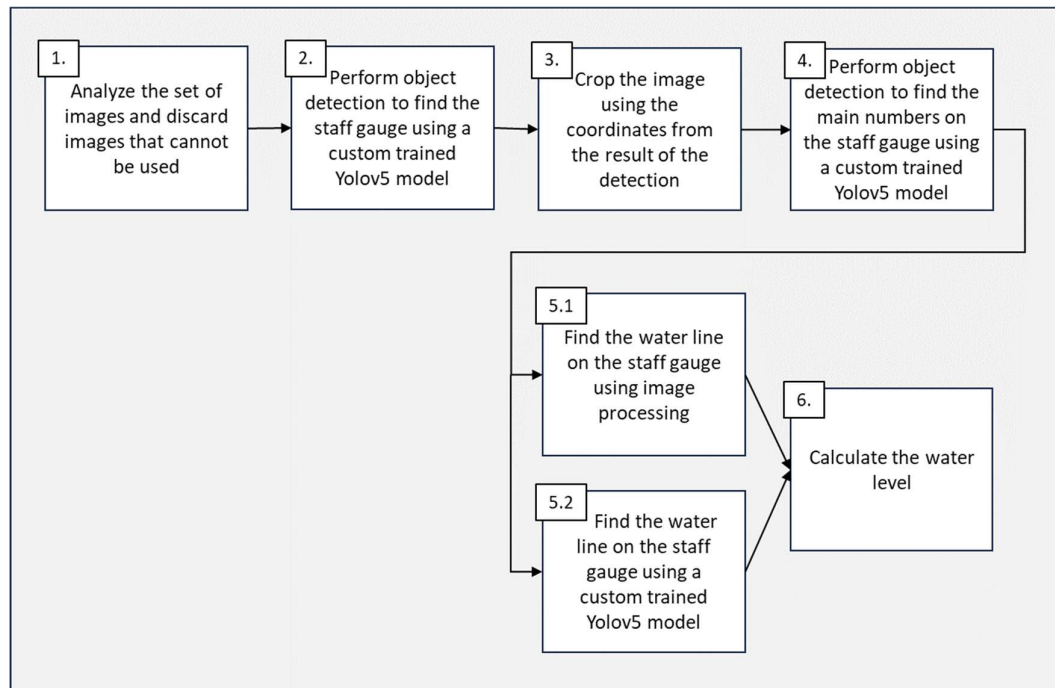 1.
Analyze the set of
images and discard
images that cannot
be used
2.
Perform object
detection to find the
staff gauge using a
custom trained
Yolov5 model
3.
Crop the image
using the
coordinates from
the result of the
detection
4.
Perform object
detection to find the
main numbers on
the staff gauge using
a custom trained
Yolov5 model
5.1
Find the water line
on the staff gauge
using image
processing
5.2
Find the water
line on the staff
gauge using a
custom trained
Yolov5 model
6.
Calculate the water
level